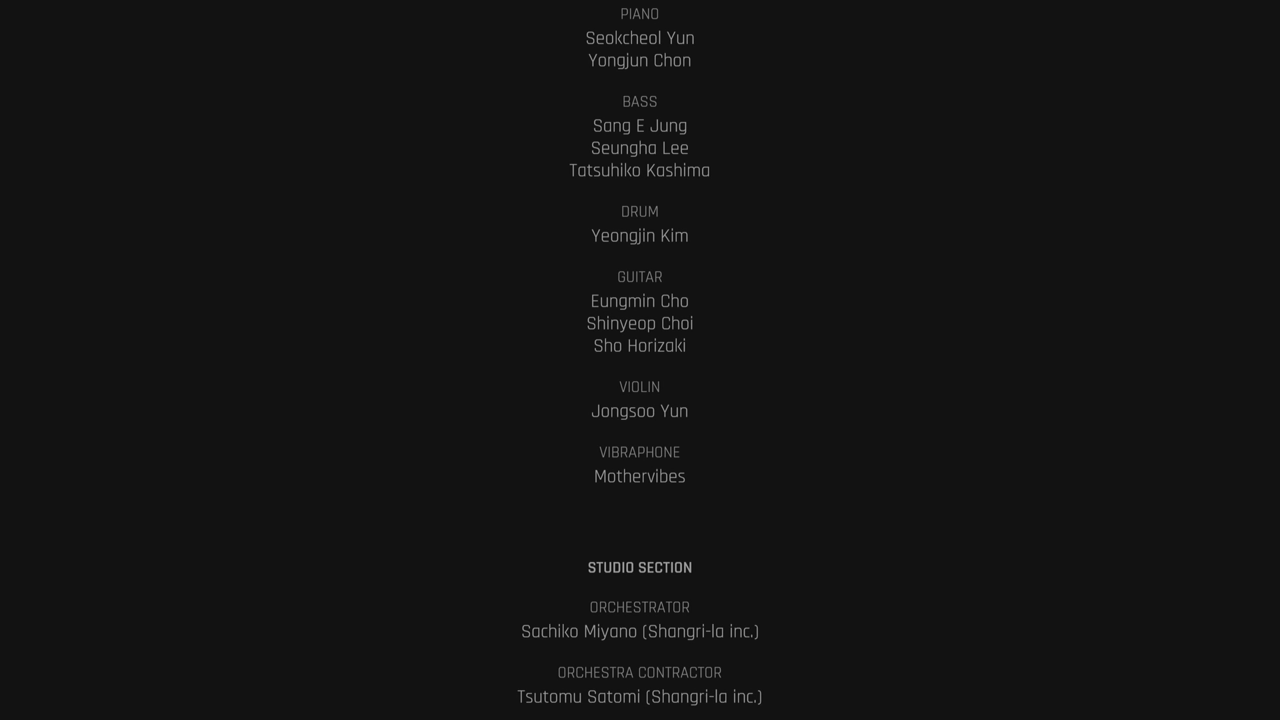 PIANO
Seokcheol Yun
Yongjun Chon
BASS
Sang E Jung
Seungha Lee
Tatsuhiko Kashima
DRUM
Yeongjin Kim
GUITAR
Eungmin Cho
Shinyeop Choi
Sho Horizaki
VIOLIN
Jongsoo Yun
VIBRAPHONE
Mothervibes
STUDIO SECTION
ORCHESTRATOR
Sachiko Miyano (Shangri-la inc.)
ORCHESTRA CONTRACTOR
Tsutomu Satomi (Shangri-la inc.)